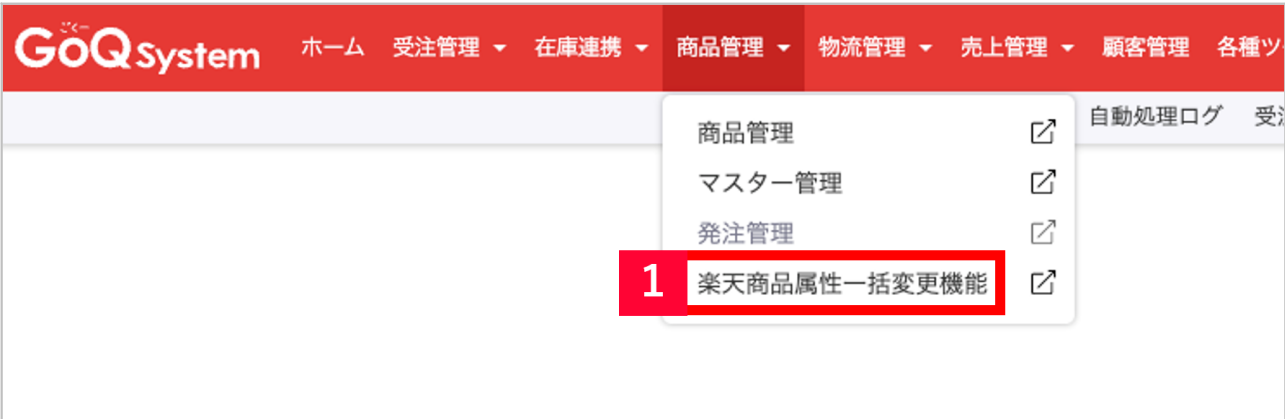 ごくー
GoQSystem ホーム 受注管理 在庫連携 商品管理 物流管理 売上管理 顧客管理 各種ツ
自動処理ログ 受
商品管理
マスター管理
発注管理
1 楽天商品属性一括変更機能